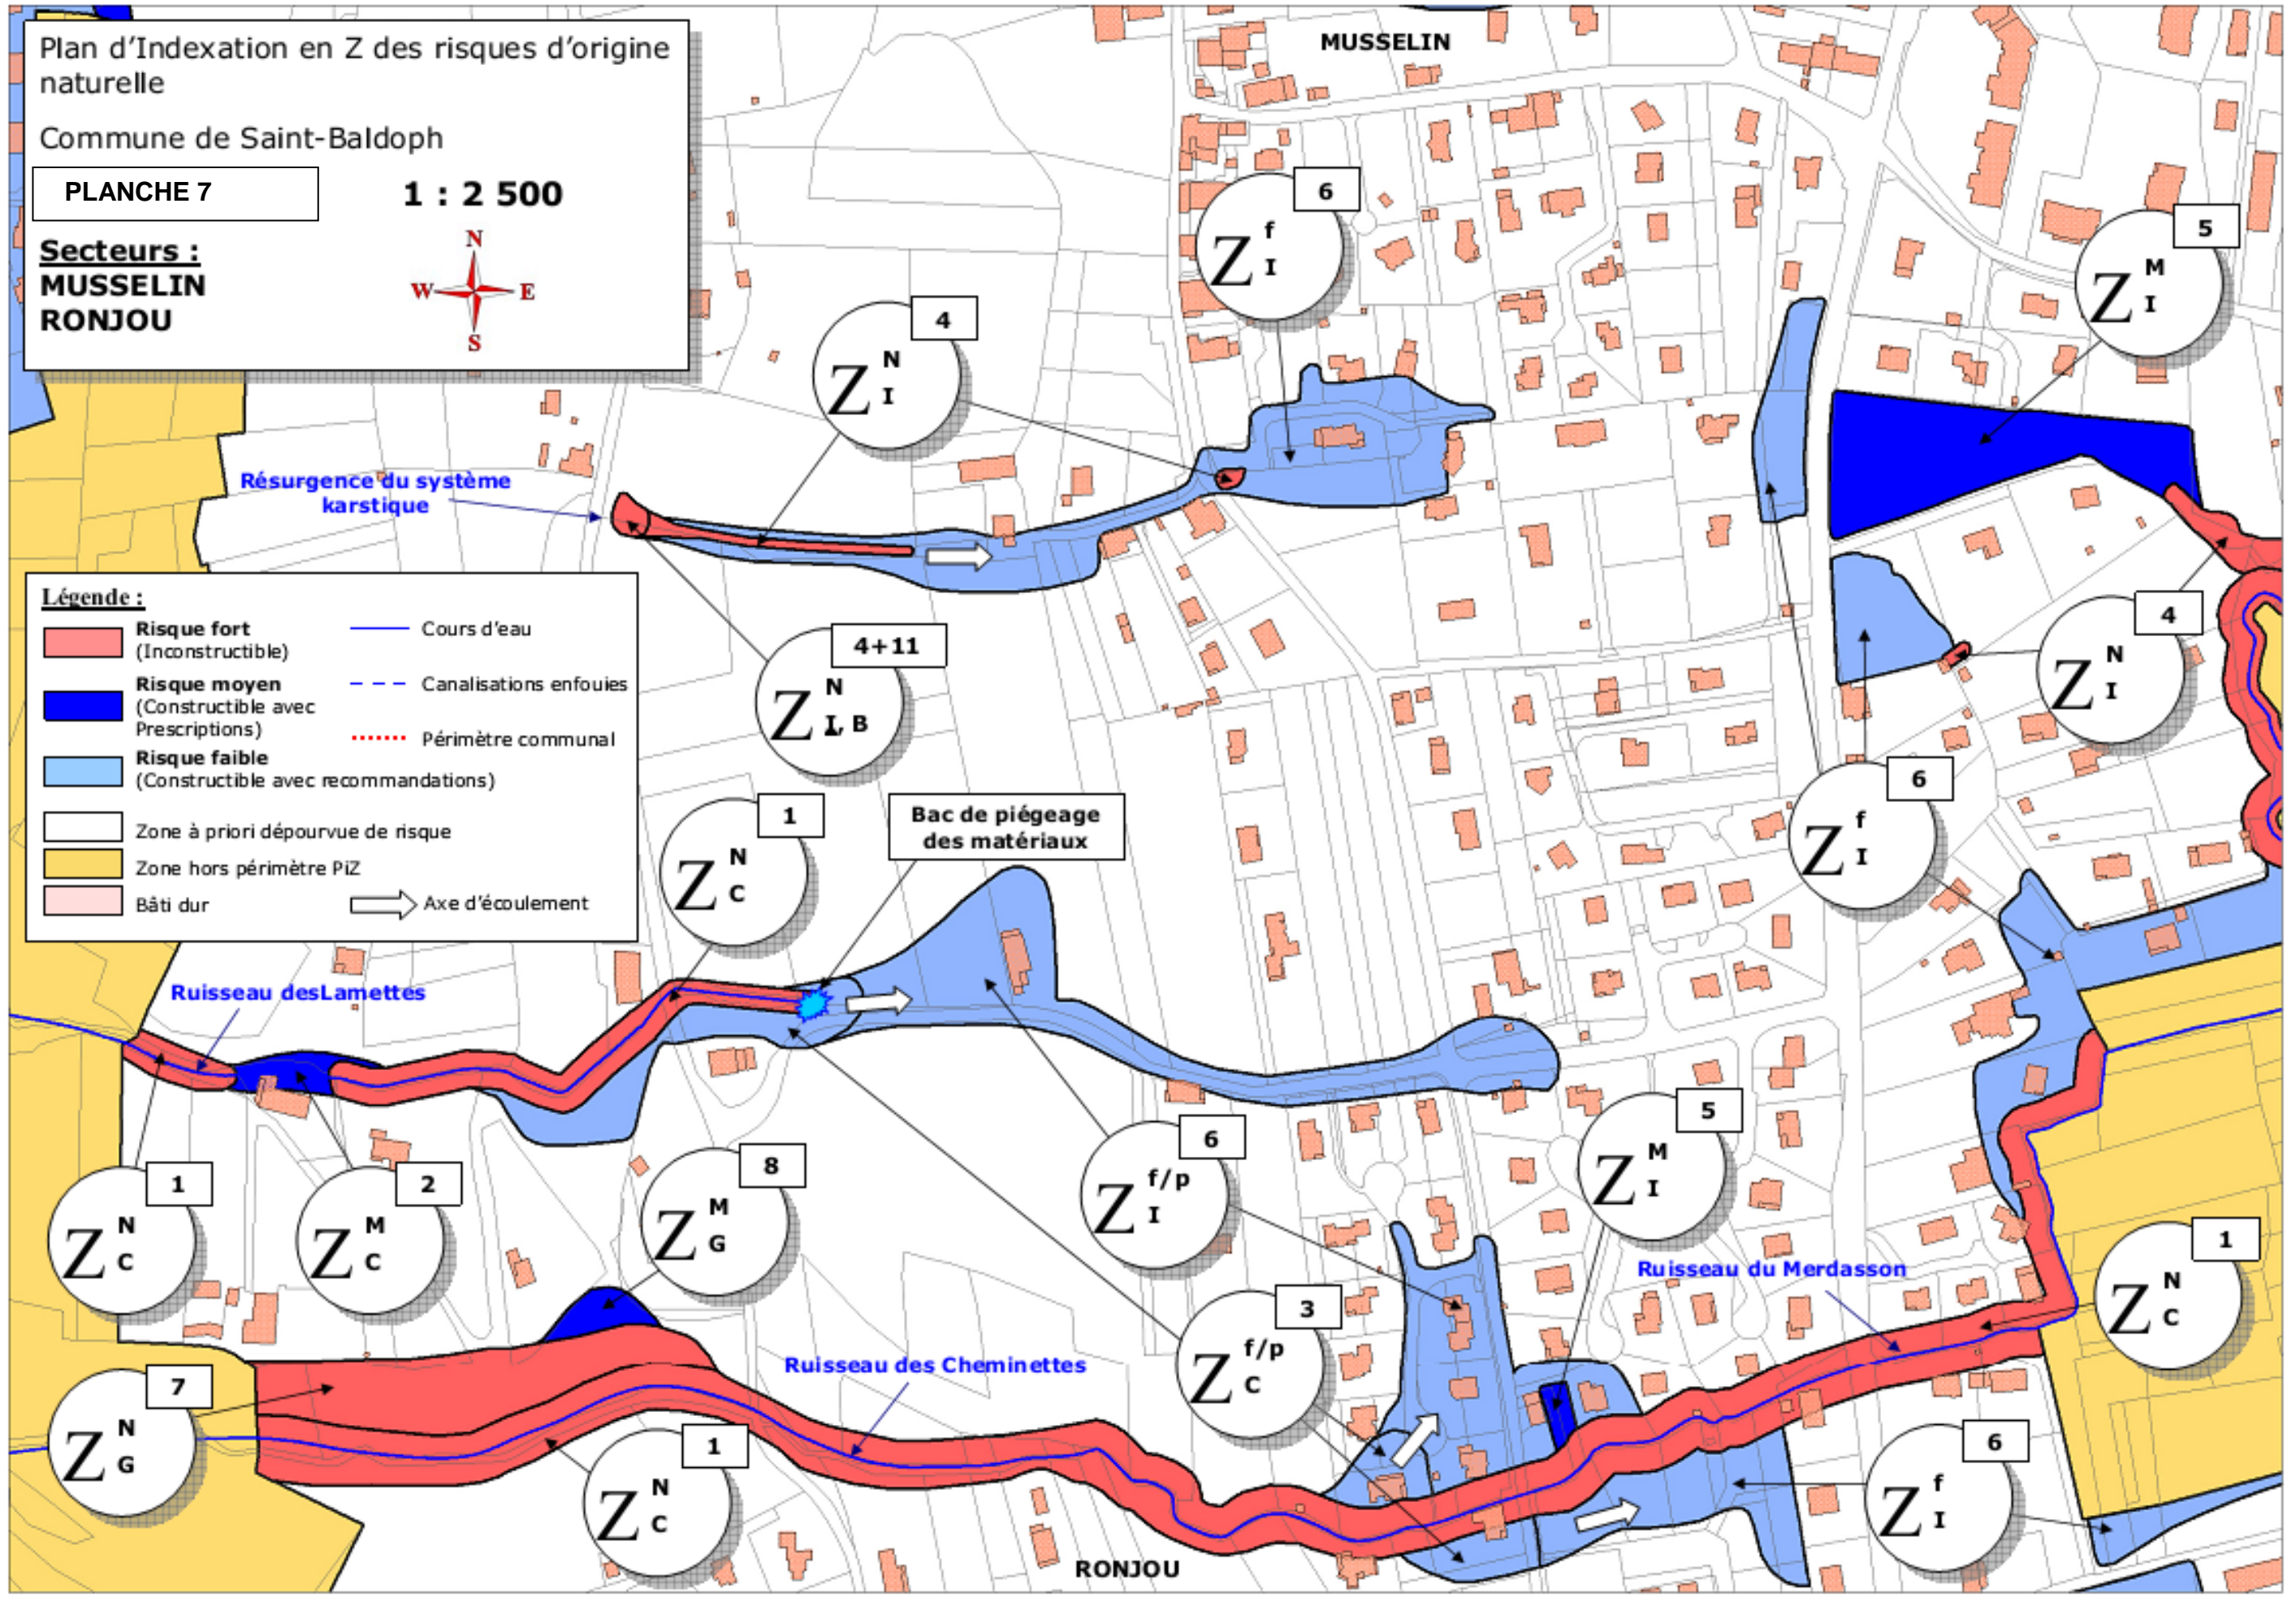 Plan d'Indexation en Z des risques d'origine
naturelle
Commune de Saint-Baldoph
PLANCHE 7
1 : 2 500
Secteurs :
MUSSELIN
RONJOU
N
W
E
S
MUSSELIN
6
Z f I
5
Z M I
4
Z N I
Résurgence du système
karstique
Légende :
Risque fort
(Inconstructible)
Risque moyen
(Constructible avec
Prescriptions)
Risque faible
(Constructible avec recommandations)
Zone à priori dépourvue de risque
Zone hors périmètre PiZ
Bâti dur
Cours d'eau
Canalisations enfouies
Périmètre communal
Axe d'écoulement
4+11
Z N I, B
4
Z N I
6
Z f I
1
Z N C
Bac de piégeage
des matériaux
Ruisseau desLamettes
1
Z N C
2
Z M C
8
Z M G
6
Z f/p I
5
Z M I
Ruisseau du Merdasson
1
Z N C
3
Z f/p C
Ruisseau des Cheminettes
7
Z N G
1
Z N C
6
Z f I
RONJOU